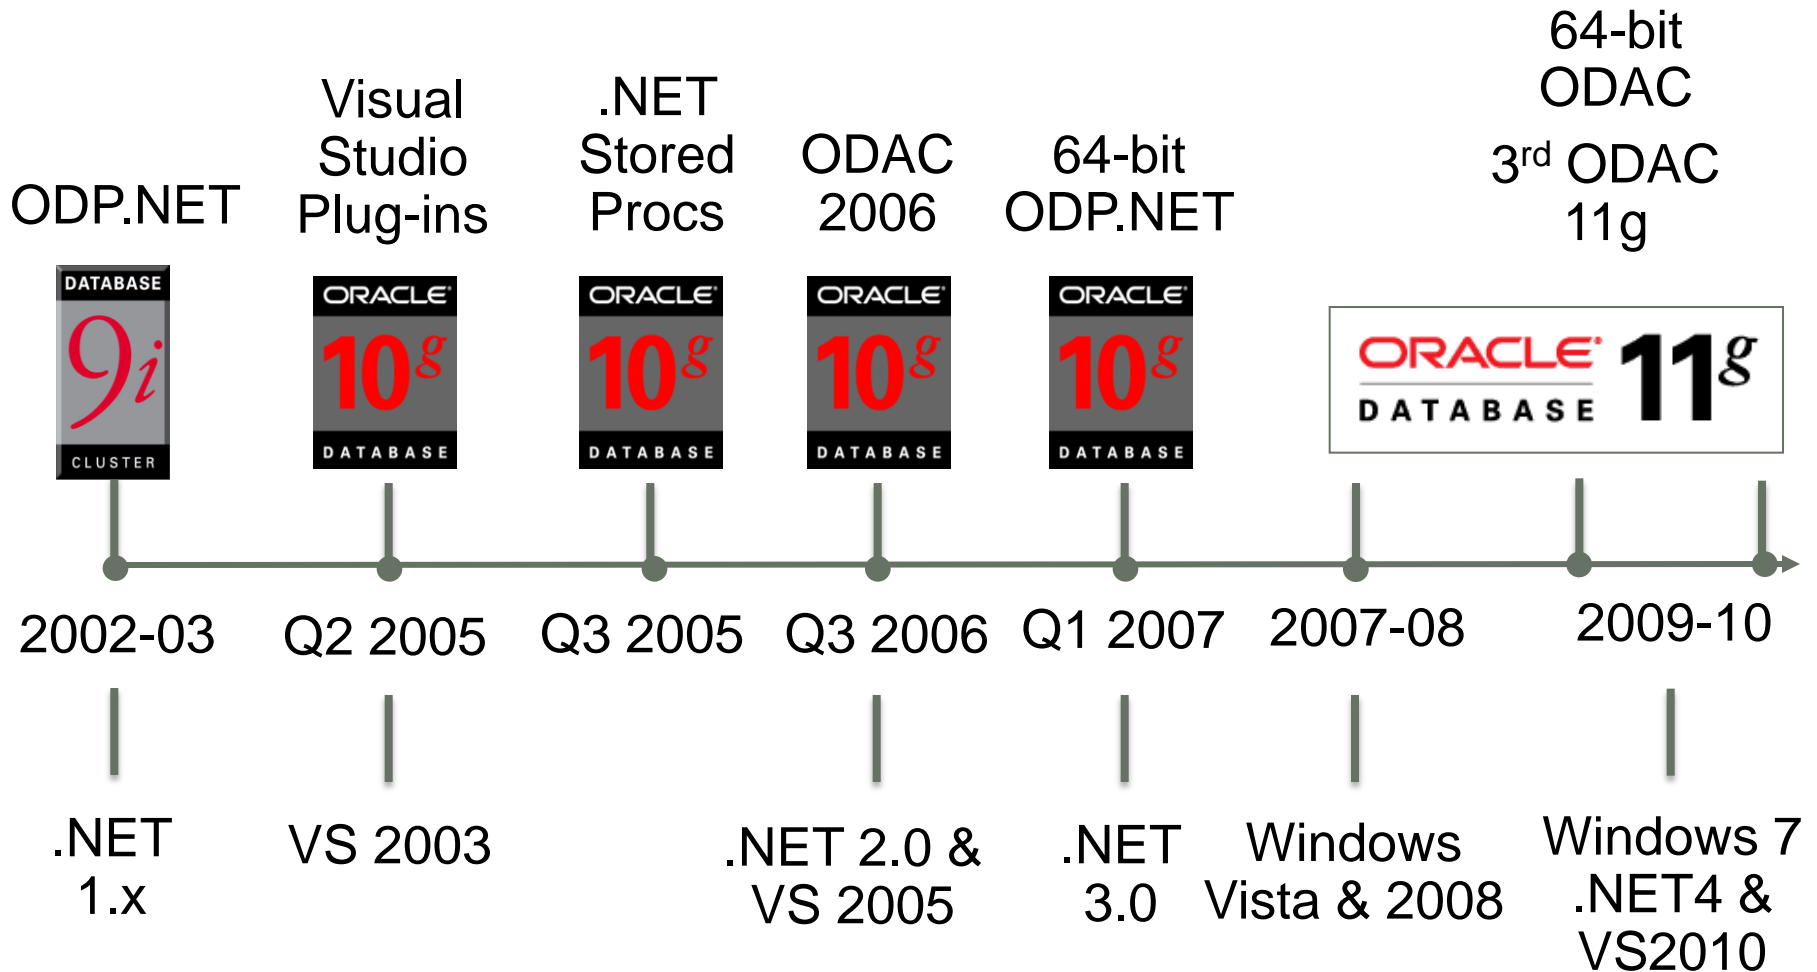 64-bit
ODAC
3rd ODAC
11g
Visual
Studio
Plug-ins
.NET
Stored
Procs
ODAC
2006
64-bit
ODP.NET
ODP.NET
DATABASE
9i
CLUSTER
ORACLE
10g
DATABASE
ORACLE
10g
DATABASE
ORACLE
10g
DATABASE
ORACLE
10g
DATABASE
ORACLE 11g
DATABASE
2002-03
Q2 2005
Q3 2005
Q3 2006
Q1 2007
2007-08
2009-10
.NET
1.x
VS 2003
.NET 2.0 &
VS 2005
.NET
3.0
Windows
Vista & 2008
Windows 7
.NET4 &
VS2010